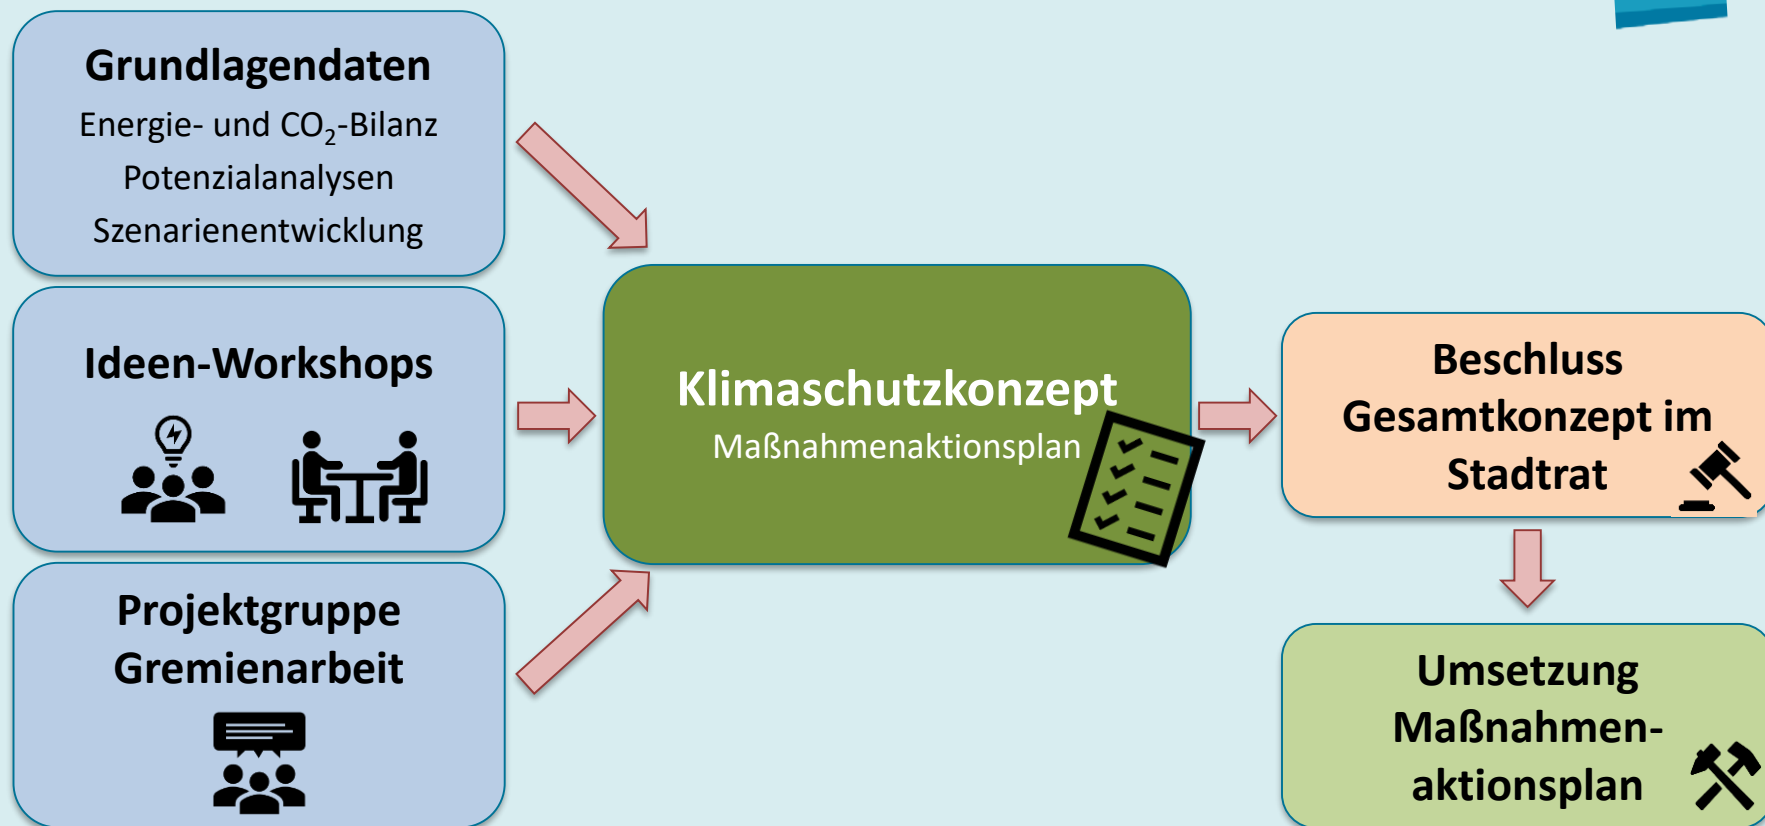 Grundlagendaten
Energie- und CO₂-Bilanz
Potenzialanalysen
Szenarienentwicklung
Ideen-Workshops
Projektgruppe
Gremienarbeit
Klimaschutzkonzept
Maßnahmenaktionsplan
Beschluss
Gesamtkonzept im
Stadtrat
Umsetzung
Maßnahmen-
aktionsplan